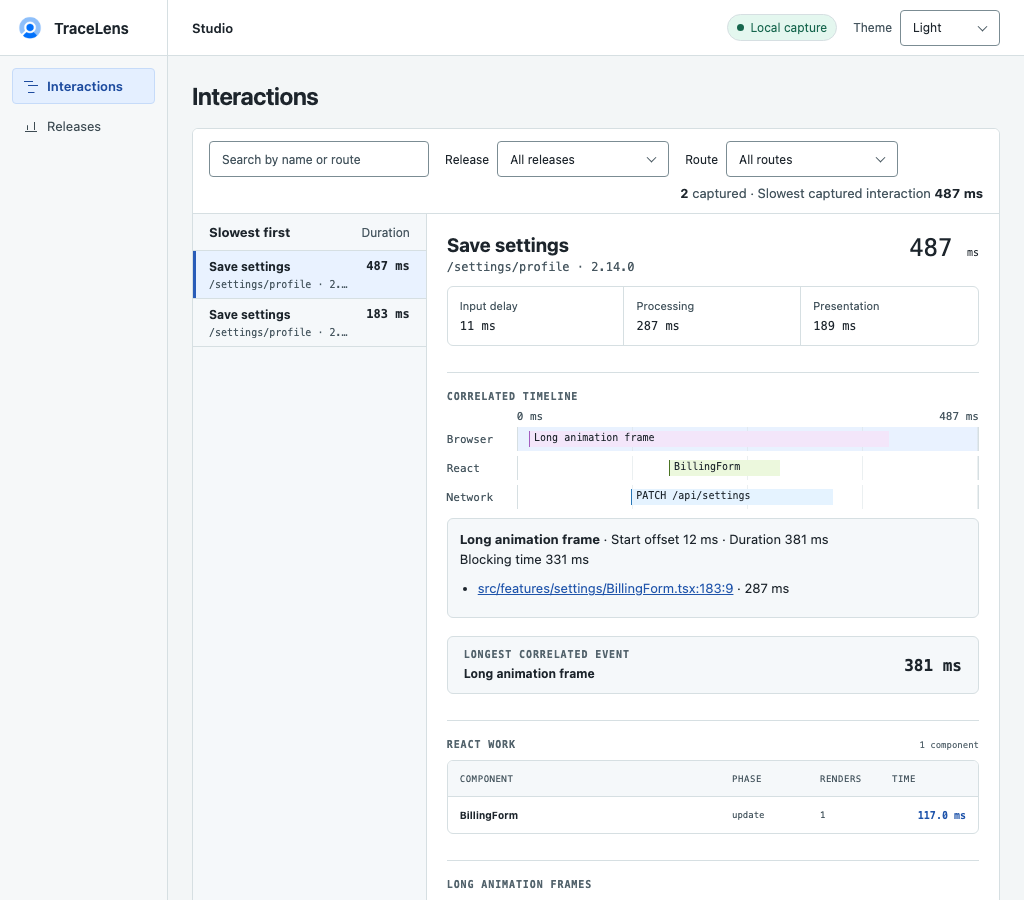 TraceLens
Studio
Local capture
Theme
Light
Interactions
Releases
Interactions
Search by name or route
Release
All releases
Route
All routes
2 captured · Slowest captured interaction 487 ms
Slowest first
Duration
Save settings
487 ms
/settings/profile · 2.…
Save settings
183 ms
/settings/profile · 2.…
Save settings
487 ms
/settings/profile · 2.14.0
Input delay
11 ms
Processing
287 ms
Presentation
189 ms
CORRELATED TIMELINE
0 ms
487 ms
Browser
Long animation frame
React
BillingForm
Network
PATCH /api/settings
Long animation frame · Start offset 12 ms · Duration 381 ms
Blocking time 331 ms
• src/features/settings/BillingForm.tsx:183:9 · 287 ms
LONGEST CORRELATED EVENT
Long animation frame
381 ms
REACT WORK
1 component
COMPONENT
PHASE
RENDERS
TIME
BillingForm
update
1
117.0 ms
LONG ANIMATION FRAMES